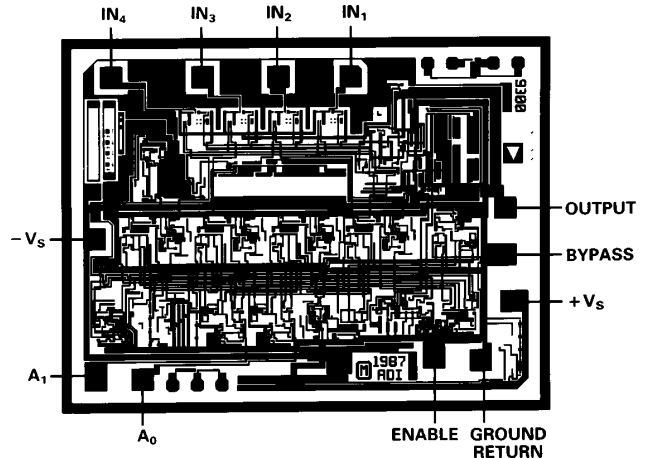 IN₄ IN₃ IN₂ IN₁
9300
OUTPUT
−Vs
BYPASS
+Vs
Ⓜ 1987
ADI
A₁
A₀
ENABLE GROUND
RETURN